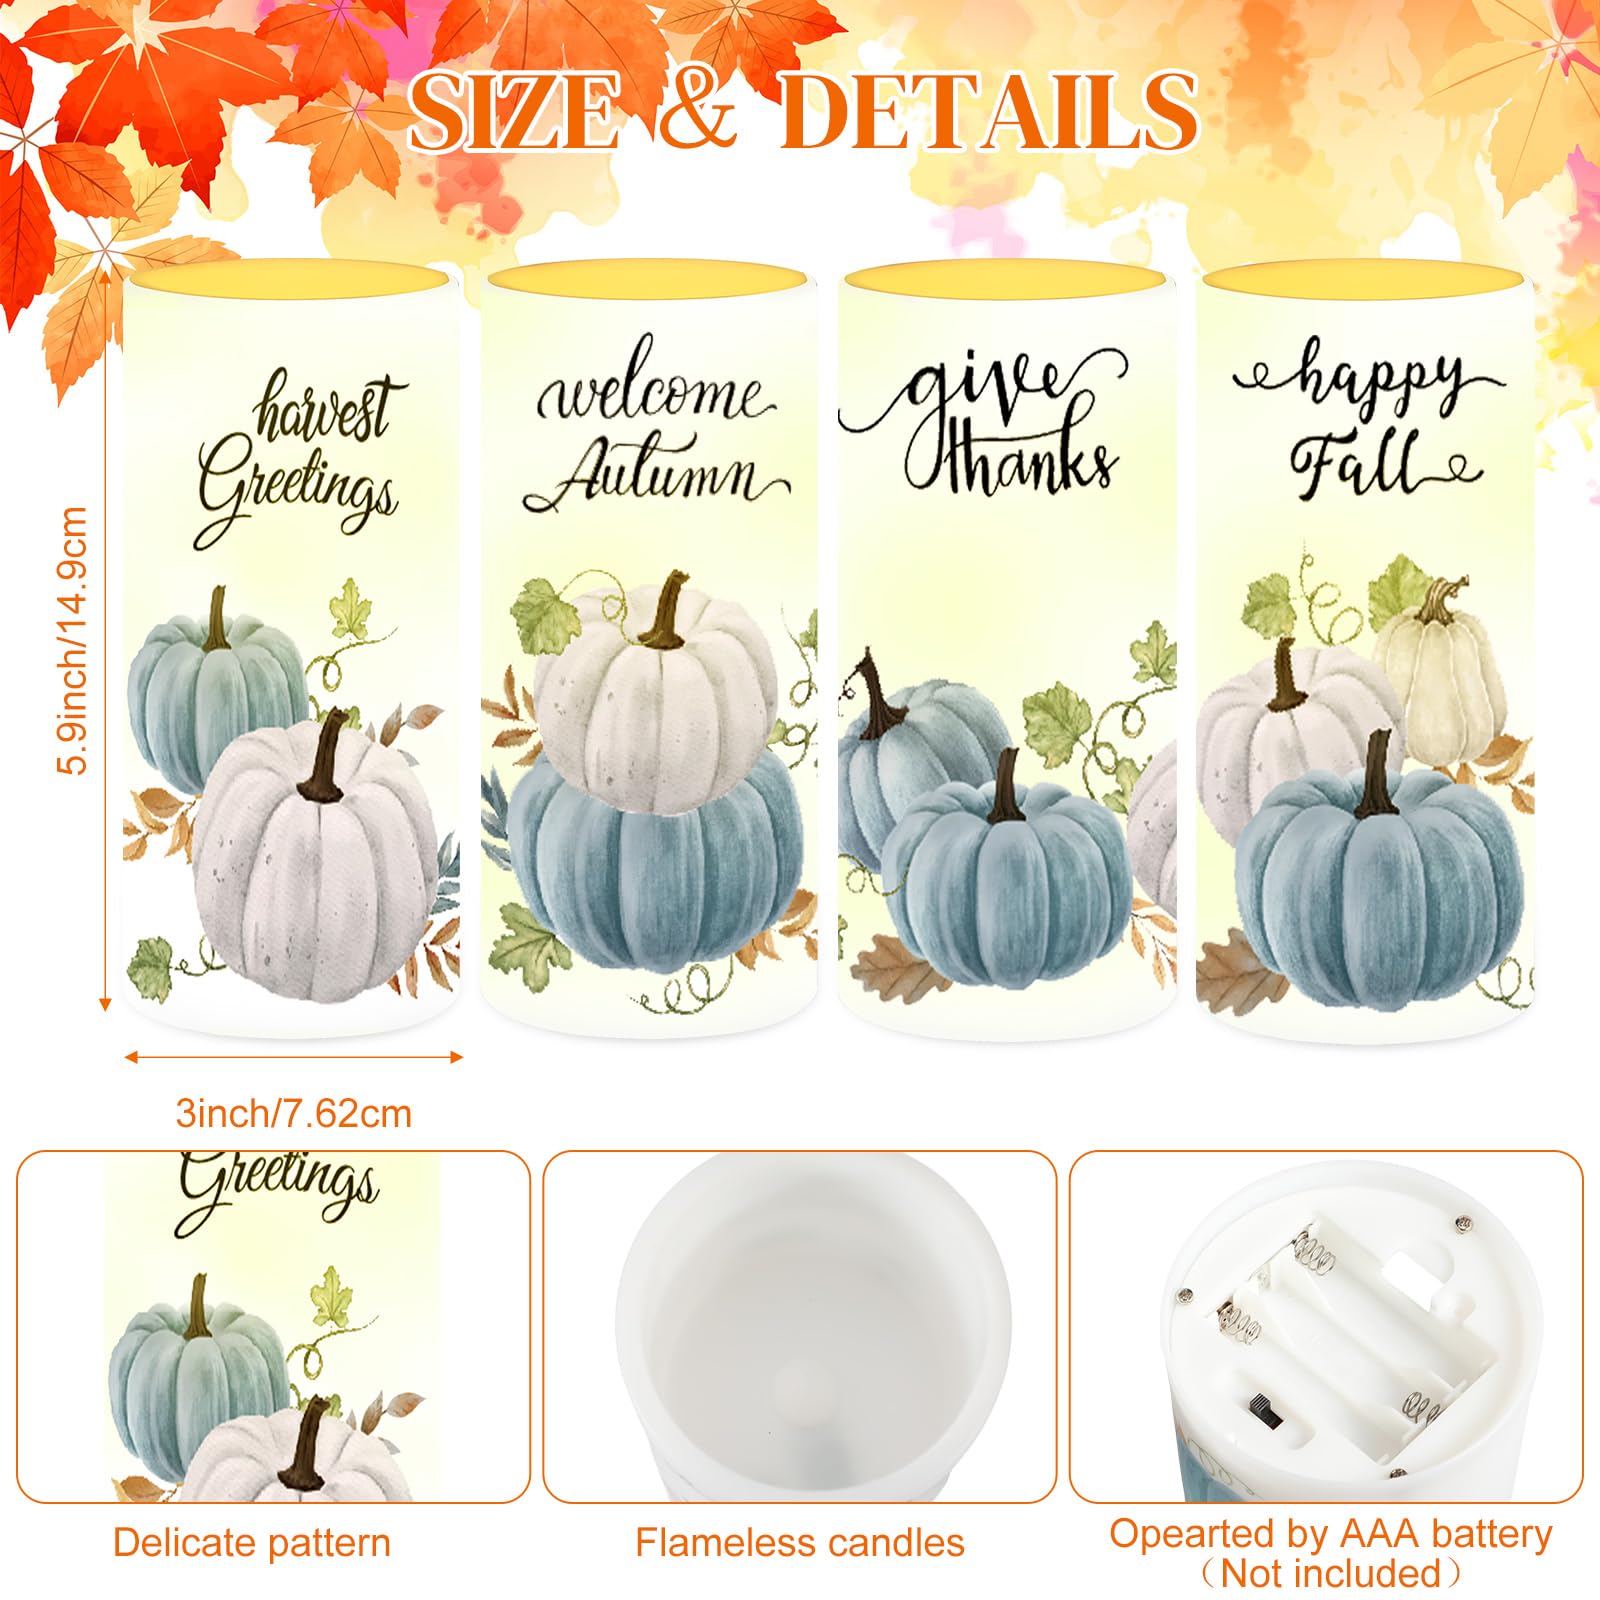 SIZE & DETAILS
harvest
Greetings
welcome
Autumn
give
thanks
happy
Fall
5.9inch/14.9cm
3inch/7.62cm
Greetings
Delicate pattern
Flameless candles
Opearted by AAA battery
（Not included）